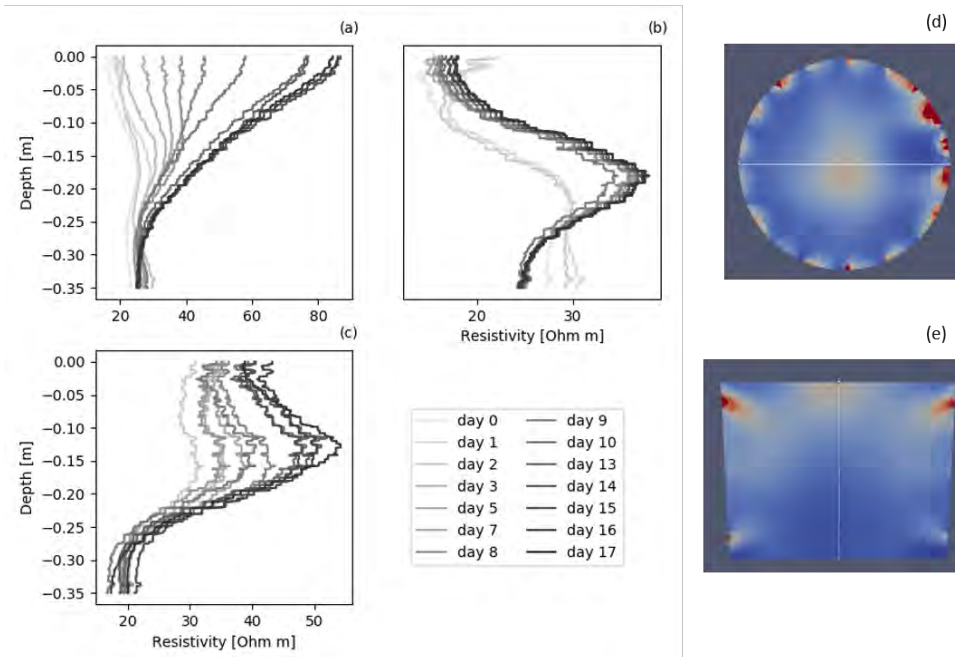 (a)
(b)
(d)
0.00
−0.05
−0.10
−0.15
−0.20
−0.25
−0.30
−0.35
Depth [m]
20 40 60 80
20 30
Resistivity [Ohm m]
(c)
(e)
0.00
−0.05
−0.10
−0.15
−0.20
−0.25
−0.30
−0.35
Depth [m]
20 30 40 50
Resistivity [Ohm m]
day 0 day 9
day 1 day 10
day 2 day 13
day 3 day 14
day 5 day 15
day 7 day 16
day 8 day 17